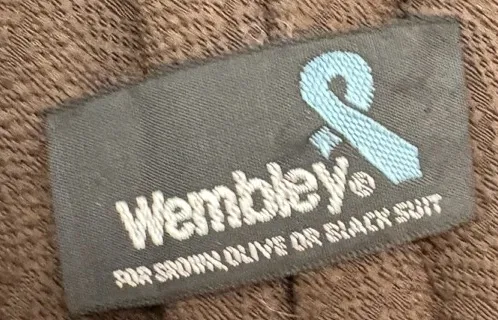 Wembley®
FOR BROWN, OLIVE OR BLACK SUIT